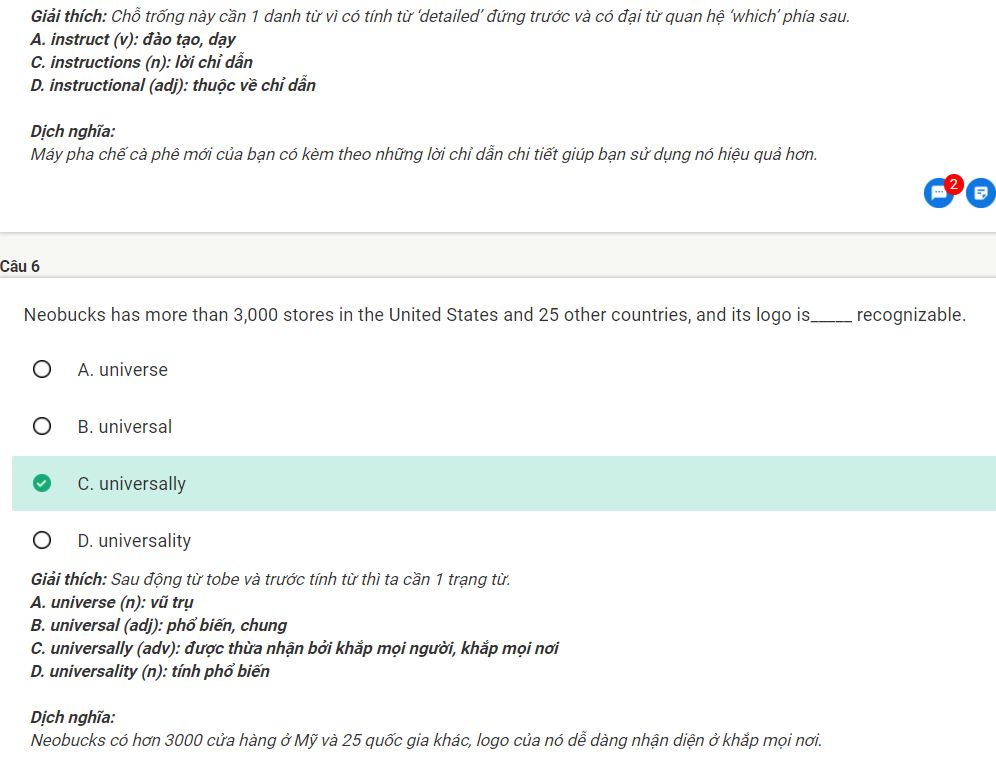 Giải thích: Chỗ trống này cần 1 danh từ vì có tính từ ‘detailed’ đứng trước và có đại từ quan hệ ‘which’ phía sau.
A. instruct (v): đào tạo, dạy
C. instructions (n): lời chỉ dẫn
D. instructional (adj): thuộc về chỉ dẫn
Dịch nghĩa:
Máy pha chế cà phê mới của bạn có kèm theo những lời chỉ dẫn chi tiết giúp bạn sử dụng nó hiệu quả hơn.
2
Câu 6
Neobucks has more than 3,000 stores in the United States and 25 other countries, and its logo is_____ recognizable.
A. universe
B. universal
C. universally
D. universality
Giải thích: Sau động từ tobe và trước tính từ thì ta cần 1 trạng từ.
A. universe (n): vũ trụ
B. universal (adj): phổ biến, chung
C. universally (adv): được thừa nhận bởi khắp mọi người, khắp mọi nơi
D. universality (n): tính phổ biến
Dịch nghĩa:
Neobucks có hơn 3000 cửa hàng ở Mỹ và 25 quốc gia khác, logo của nó dễ dàng nhận diện ở khắp mọi nơi.